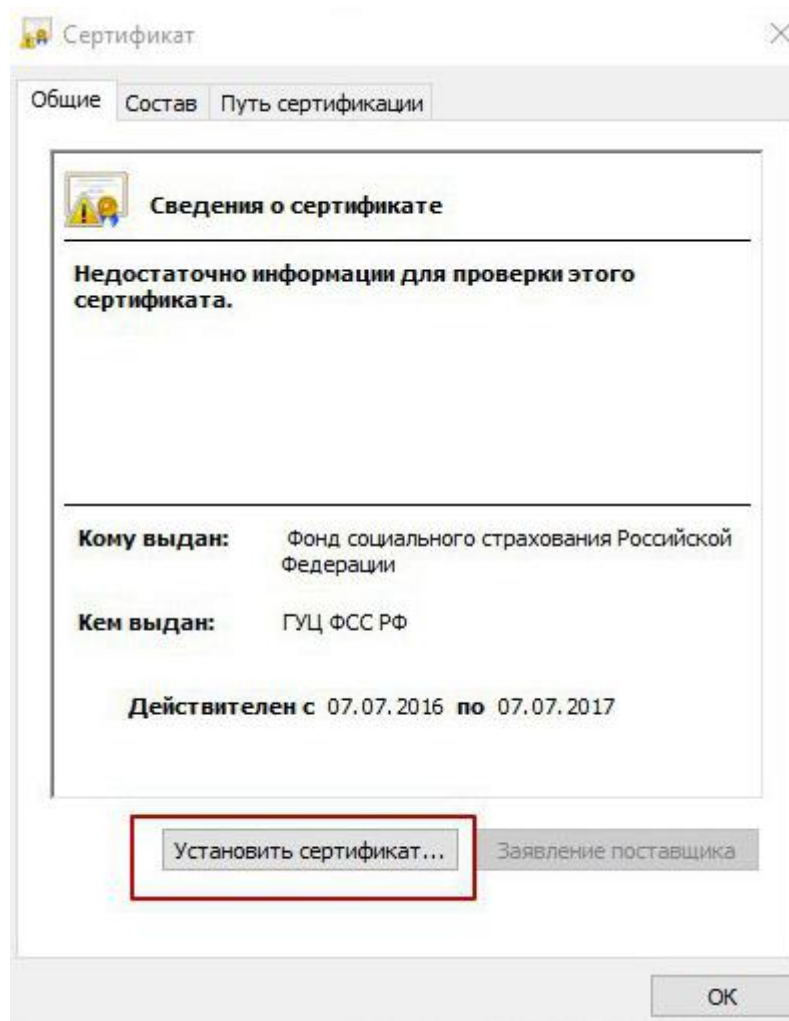 Сертификат
Общие Состав Путь сертификации
Сведения о сертификате
Недостаточно информации для проверки этого
сертификата.
Кому выдан: Фонд социального страхования Российской
Федерации
Кем выдан: ГУЦ ФСС РФ
Действителен с 07.07.2016 по 07.07.2017
Установить сертификат... Заявление поставщика
ОК